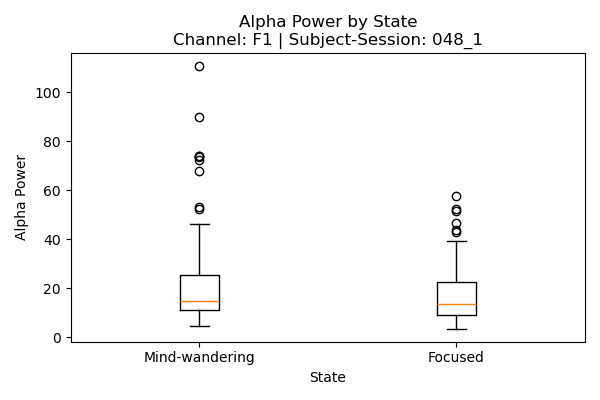 Alpha Power by State
Channel: F1 | Subject-Session: 048_1
Alpha Power
100
80
60
40
20
0
Mind-wandering
Focused
State